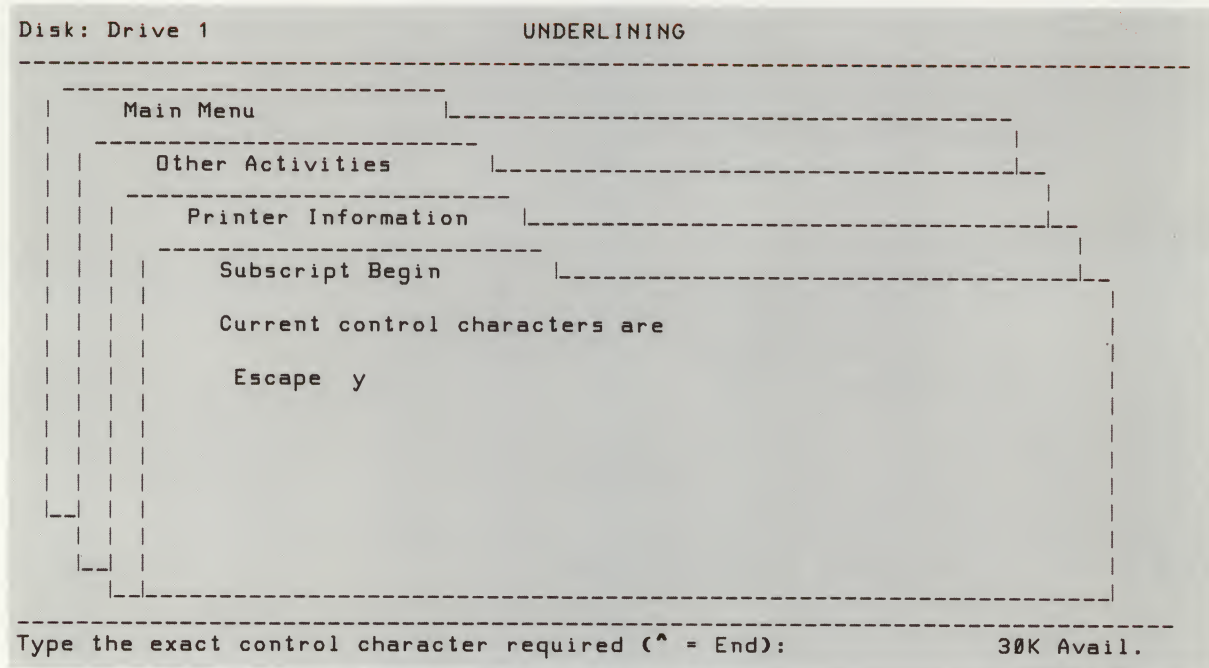 Disk: Drive 1 UNDERLINING
Main Menu
Other Activities
Printer Information
Subscript Begin
Current control characters are
Escape y
Type the exact control character required (^ = End): 30K Avail.